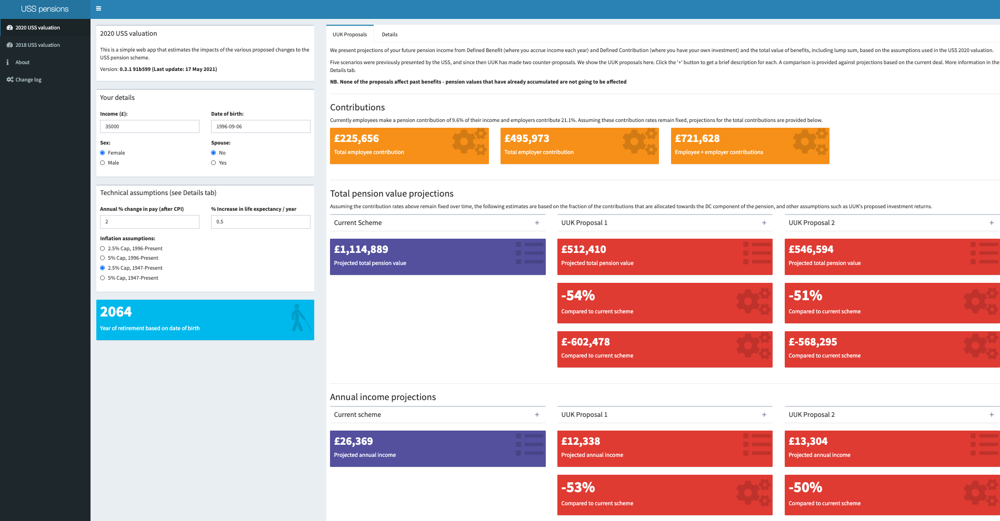 USS pensions
2020 USS valuation
2018 USS valuation
About
Change log
2020 USS valuation
This is a simple web app that estimates the impacts of the various proposed changes to the
USS pension scheme.
Version: 0.3.1 91b599 (Last update: 17 May 2021)
Your details
Income (£):
35000
Date of birth:
1996-09-06
Sex:
Female
Male
Spouse:
No
Yes
Technical assumptions (see Details tab)
Annual % change in pay (after CPI)
2
% Increase in life expectancy / year
0.5
Inflation assumptions:
2.5% Cap, 1996-Present
5% Cap, 1996-Present
2.5% Cap, 1947-Present
5% Cap, 1947-Present
2064
Year of retirement based on date of birth
UUK Proposals
Details
We present projections of your future pension income from Defined Benefit (where you accrue income each year) and Defined Contribution (where you have your own investment) and the total value of benefits, including lump sum, based on the assumptions used in the USS 2020 valuation.
Five scenarios were previously presented by the USS, and since then UUK has made two counter-proposals. We show the UUK proposals here. Click the '+' button to get a brief description for each. A comparison is provided against projections based on the current deal. More information in the
Details tab.
NB. None of the proposals affect past benefits - pension values that have already accumulated are not going to be affected
Contributions
Currently employees make a pension contribution of 9.6% of their income and employers contribute 21.1%. Assuming these contribution rates remain fixed, projections for the total contributions are provided below.
£225,656
Total employee contribution
£495,973
Total employer contribution
£721,628
Employee + employer contributions
Total pension value projections
Assuming the contribution rates above remain fixed over time, the following estimates are based on the fraction of the contributions that are allocated towards the DC component of the pension, and other assumptions such as UUK's proposed investment returns.
Current Scheme +
UUK Proposal 1 +
UUK Proposal 2 +
£1,114,889
Projected total pension value
£512,410
Projected total pension value
£546,594
Projected total pension value
-54%
Compared to current scheme
-51%
Compared to current scheme
£-602,478
Compared to current scheme
£-568,295
Compared to current scheme
Annual income projections
Current scheme +
UUK Proposal 1 +
UUK Proposal 2 +
£26,369
Projected annual income
£12,338
Projected annual income
£13,304
Projected annual income
-53%
Compared to current scheme
-50%
Compared to current scheme